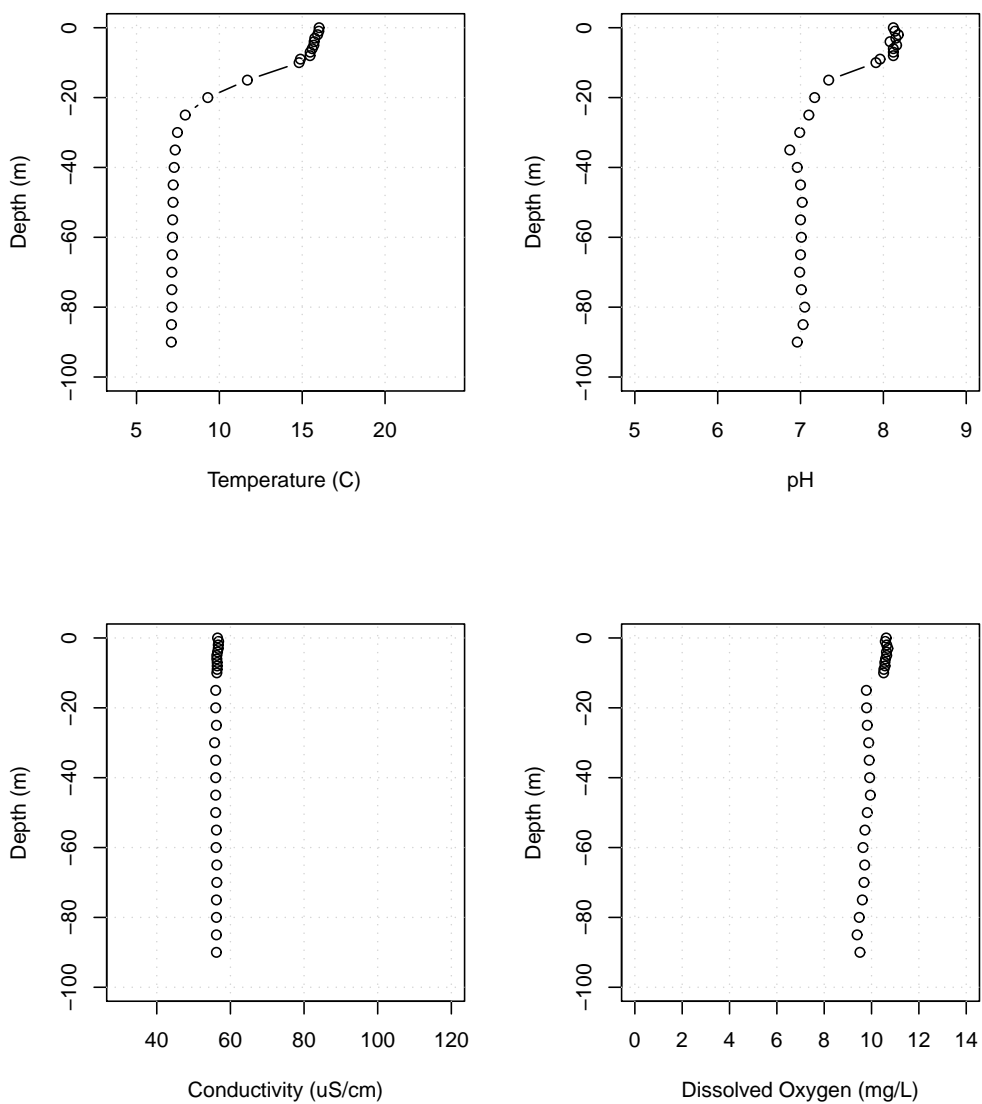 0
−20
−40
−60
−80
−100
Depth (m)
5 10 15 20
Temperature (C)
0
−20
−40
−60
−80
−100
Depth (m)
5 6 7 8 9
pH
0
−20
−40
−60
−80
−100
Depth (m)
40 60 80 100 120
Conductivity (uS/cm)
0
−20
−40
−60
−80
−100
Depth (m)
0 2 4 6 8 10 12 14
Dissolved Oxygen (mg/L)